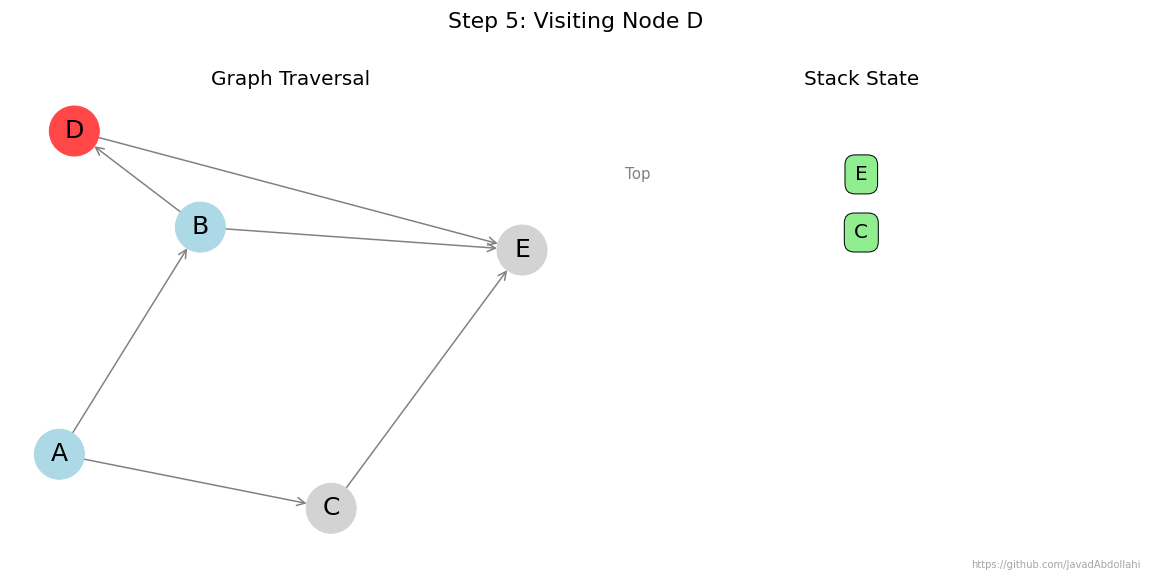 Step 5: Visiting Node D
Graph Traversal
D
B
E
A
C
Stack State
Top
E
C
https://github.com/JavadAbdollahi